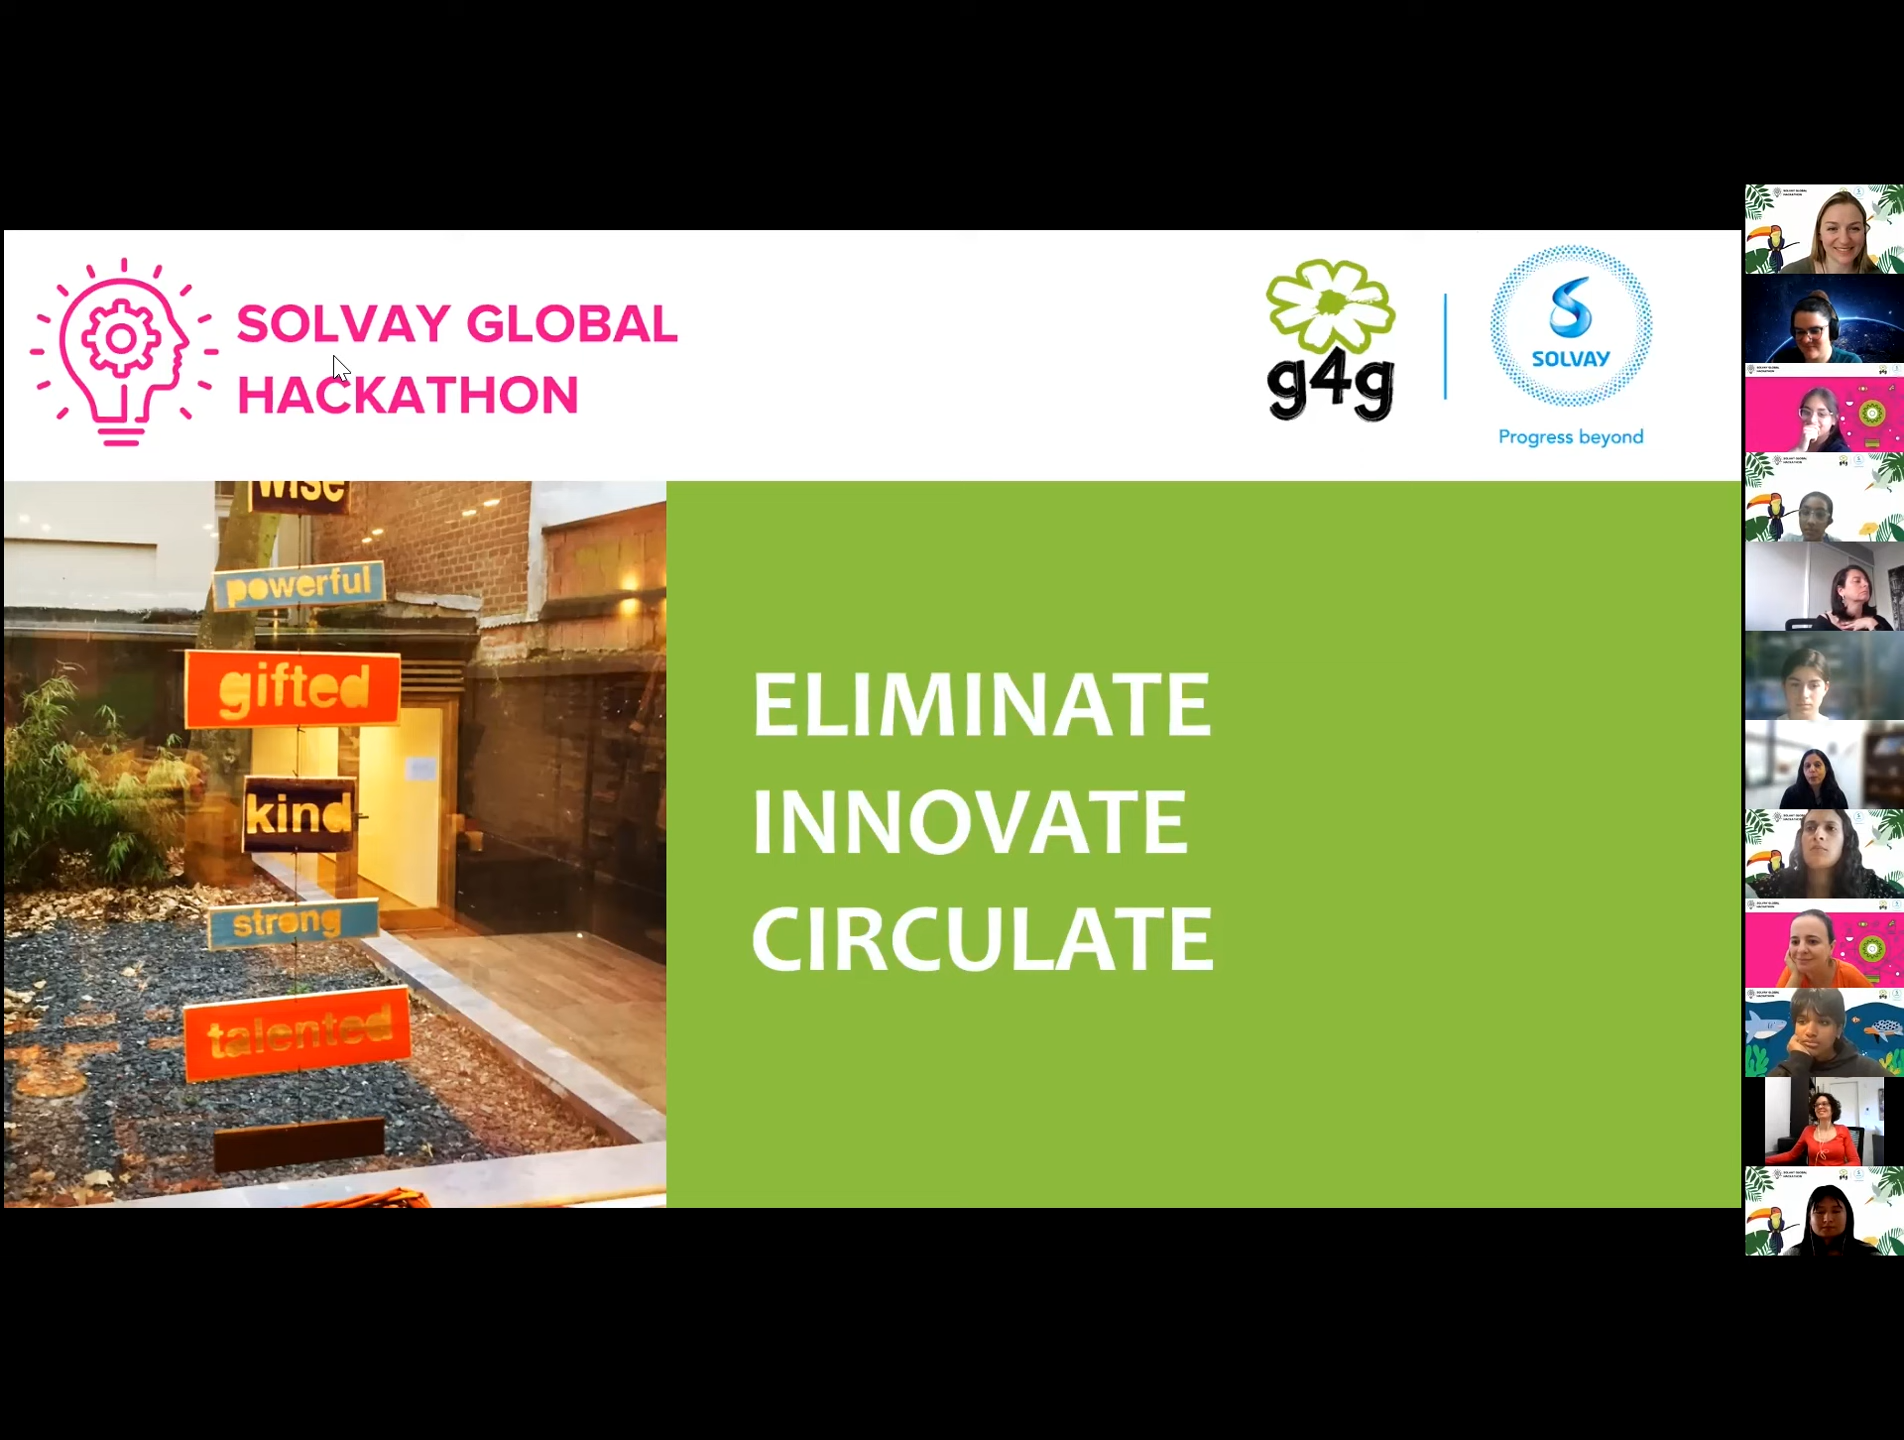 SOLVAY GLOBAL
HACKATHON
g4g
SOLVAY
Progress beyond
wise
powerful
gifted
kind
strong
talented
ELIMINATE
INNOVATE
CIRCULATE